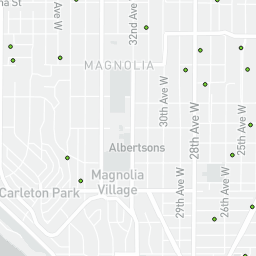 a St
Ave W
32nd Ave W
MAGNOLIA
30th Ave W
28th Ave W
25th Ave W
Albertsons
Magnolia
Village
Carleton Park
29th Ave W
26th Ave W